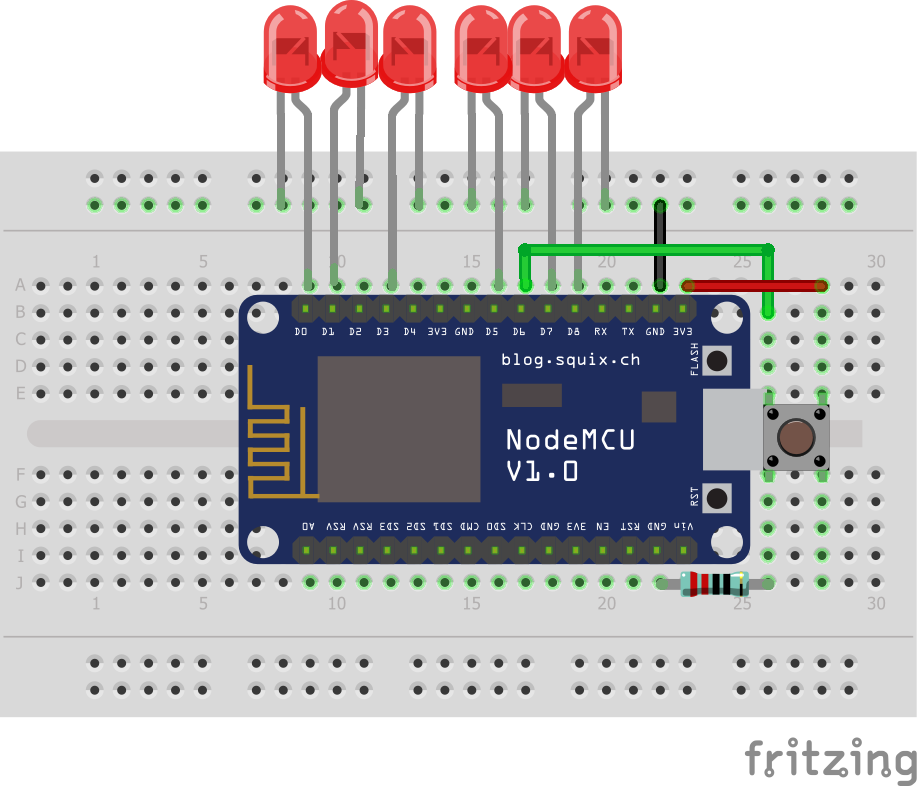 1 5 10 15 20 25 30
A
B
C
D
E
D0 D1 D2 D3 D4 3V3 GND D5 D6 D7 D8 RX TX GND 3V3
blog.squix.ch
FLASH
NodeMCU
V1.0
RST
A0 RSV RSV SD3 SD2 SD1 CMD SD0 CLK GND 3V3 EN RST GND Vin
F
G
H
I
J
1 5 10 15 20 25 30
fritzing